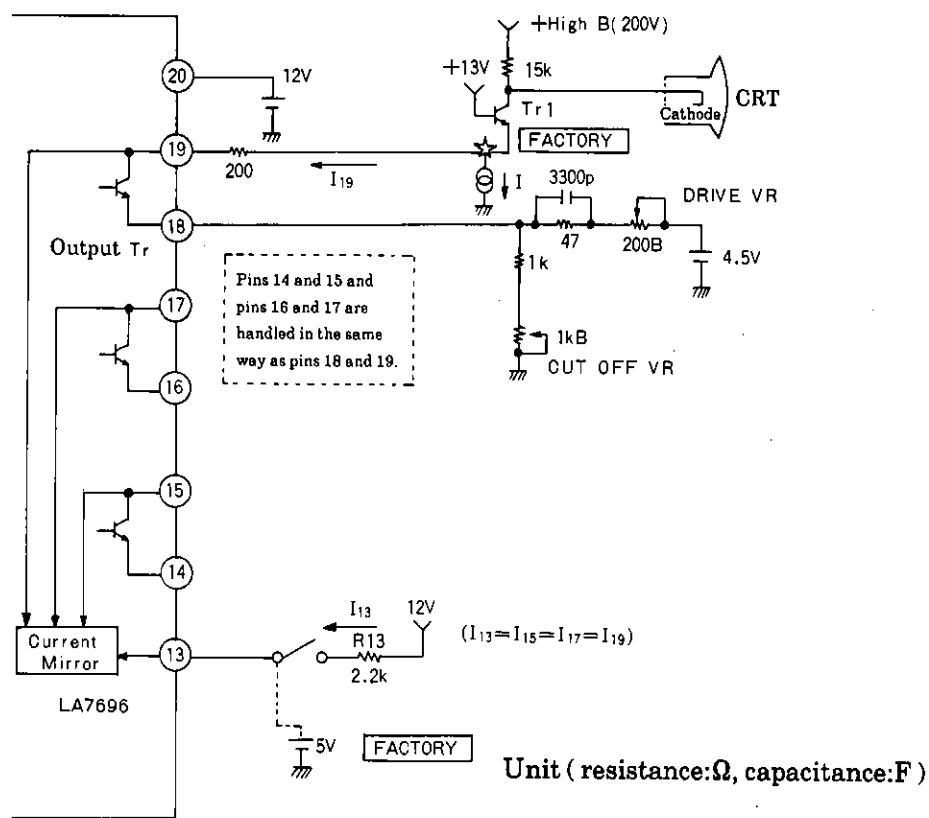 +High B(200V)
20
12V
+13V
15k
Tr1
Cathode
CRT
FACTORY
19
200
I19
I
3300p
DRIVE VR
18
47
200B
4.5V
Output Tr
1k
Pins 14 and 15 and
pins 16 and 17 are
handled in the same
way as pins 18 and 19.
17
1kB
CUT OFF VR
16
15
14
I13
12V
(I13=I15=I17=I19)
Current
Mirror
13
R13
2.2k
LA7696
5V
FACTORY
Unit (resistance:Ω, capacitance:F)